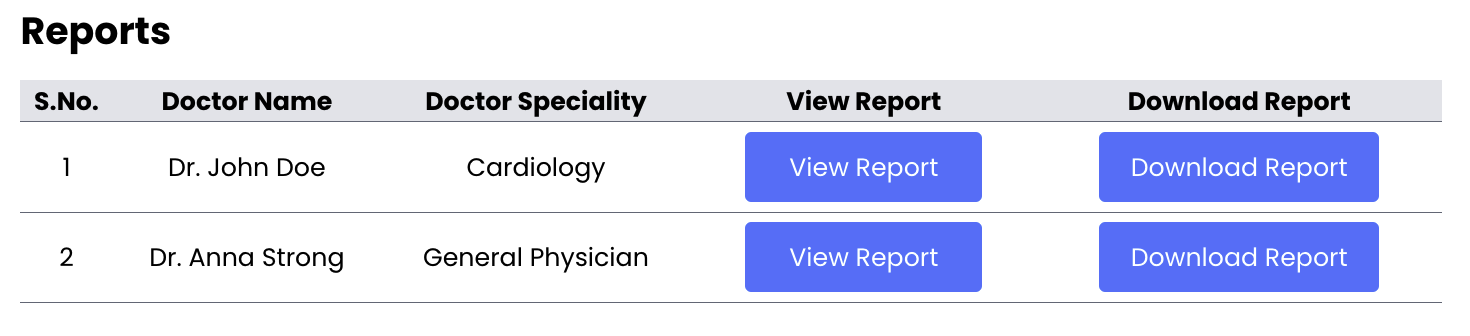 Reports
S.No. Doctor Name Doctor Speciality View Report Download Report
1 Dr. John Doe Cardiology View Report Download Report
2 Dr. Anna Strong General Physician View Report Download Report